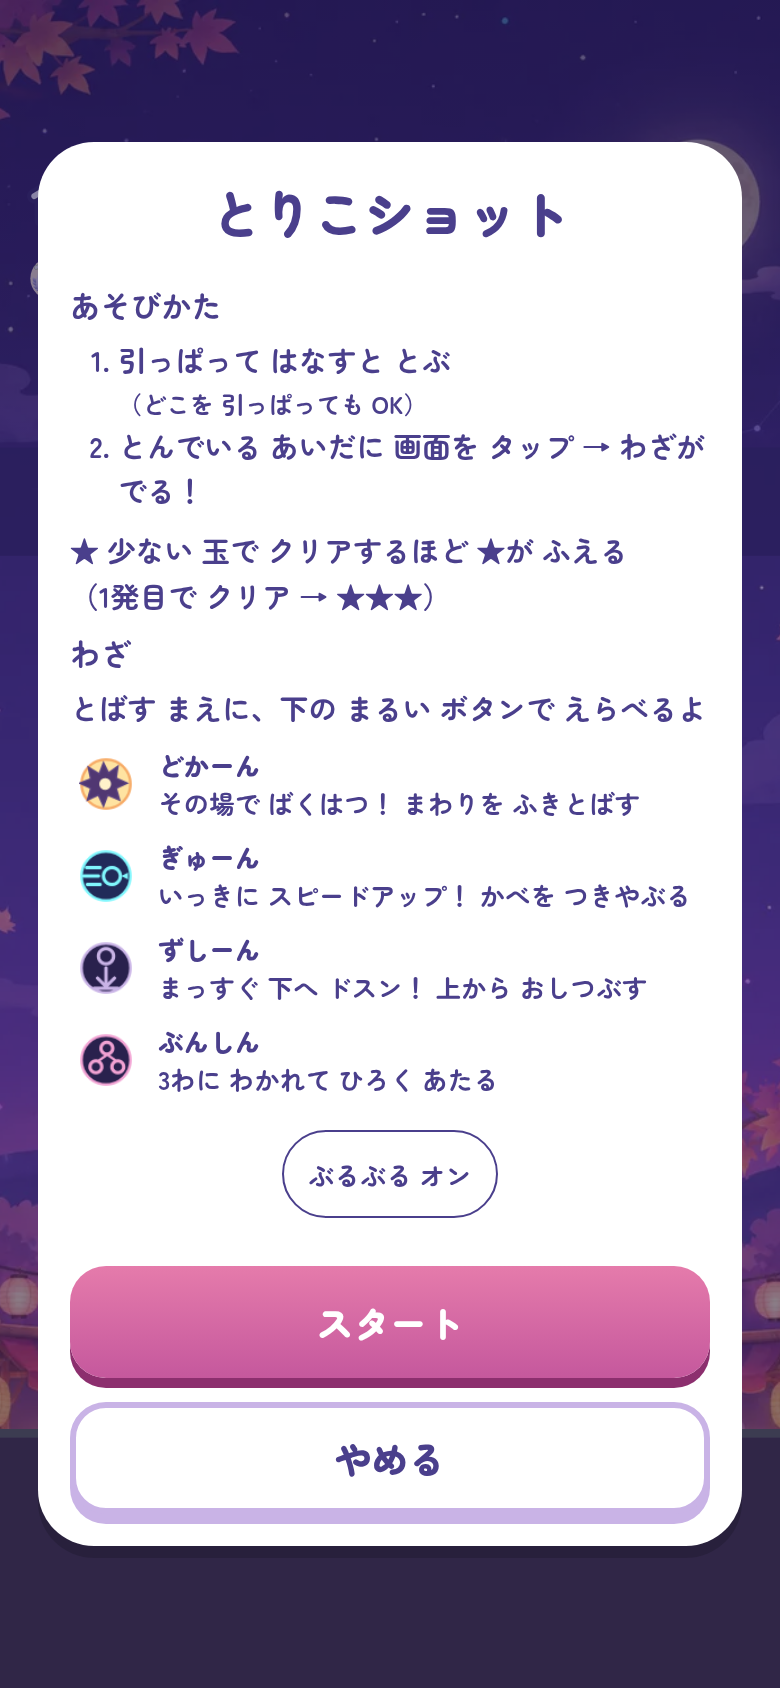 とりこショット
あそびかた
1. 引っぱって はなすと とぶ
（どこを 引っぱっても OK）
2. とんでいる あいだに 画面を タップ → わざが
でる！
★ 少ない 玉で クリアするほど ★が ふえる
（1発目で クリア → ★★★）
わざ
とばす まえに、下の まるい ボタンで えらべるよ
どかーん
その場で ばくはつ！ まわりを ふきとばす
ぎゅーん
いっきに スピードアップ！ かべを つきやぶる
ずしーん
まっすぐ 下へ ドスン！ 上から おしつぶす
ぶんしん
3わに わかれて ひろく あたる
ぶるぶる オン
スタート
やめる